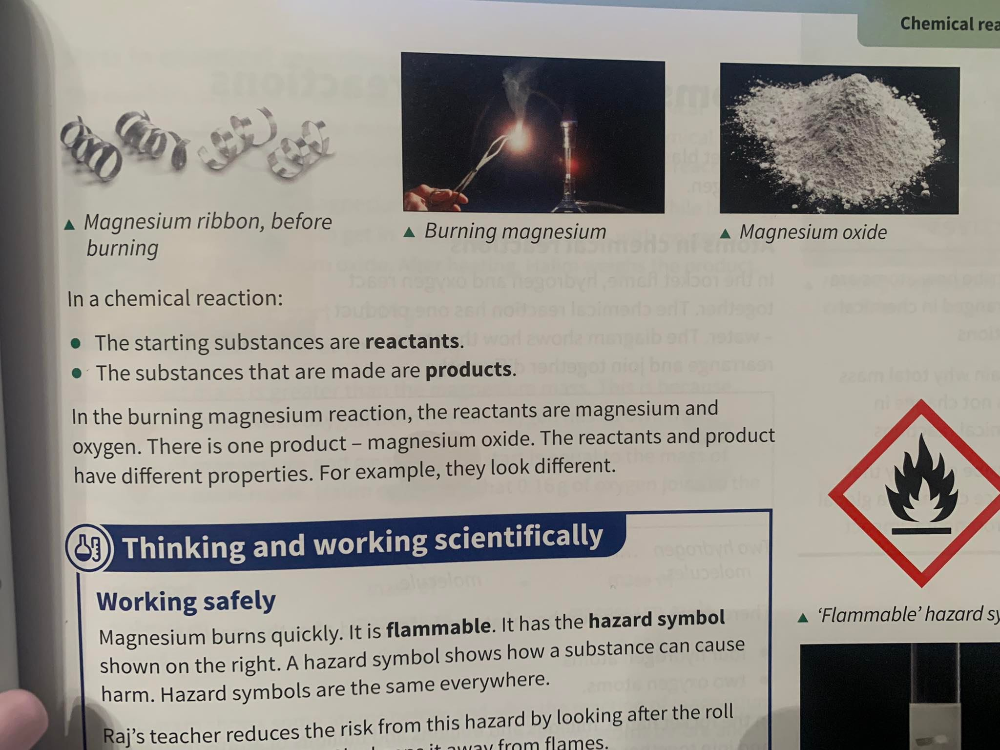 Chemical rea
Magnesium ribbon, before
burning
Burning magnesium
Magnesium oxide
In a chemical reaction:
• The starting substances are reactants.
• The substances that are made are products.
In the burning magnesium reaction, the reactants are magnesium and
oxygen. There is one product – magnesium oxide. The reactants and product
have different properties. For example, they look different.
Thinking and working scientifically
Working safely
Magnesium burns quickly. It is flammable. It has the hazard symbol
shown on the right. A hazard symbol shows how a substance can cause
harm. Hazard symbols are the same everywhere.
Raj's teacher reduces the risk from this hazard by looking after the roll
it away from flames.
'Flammable' hazard sy